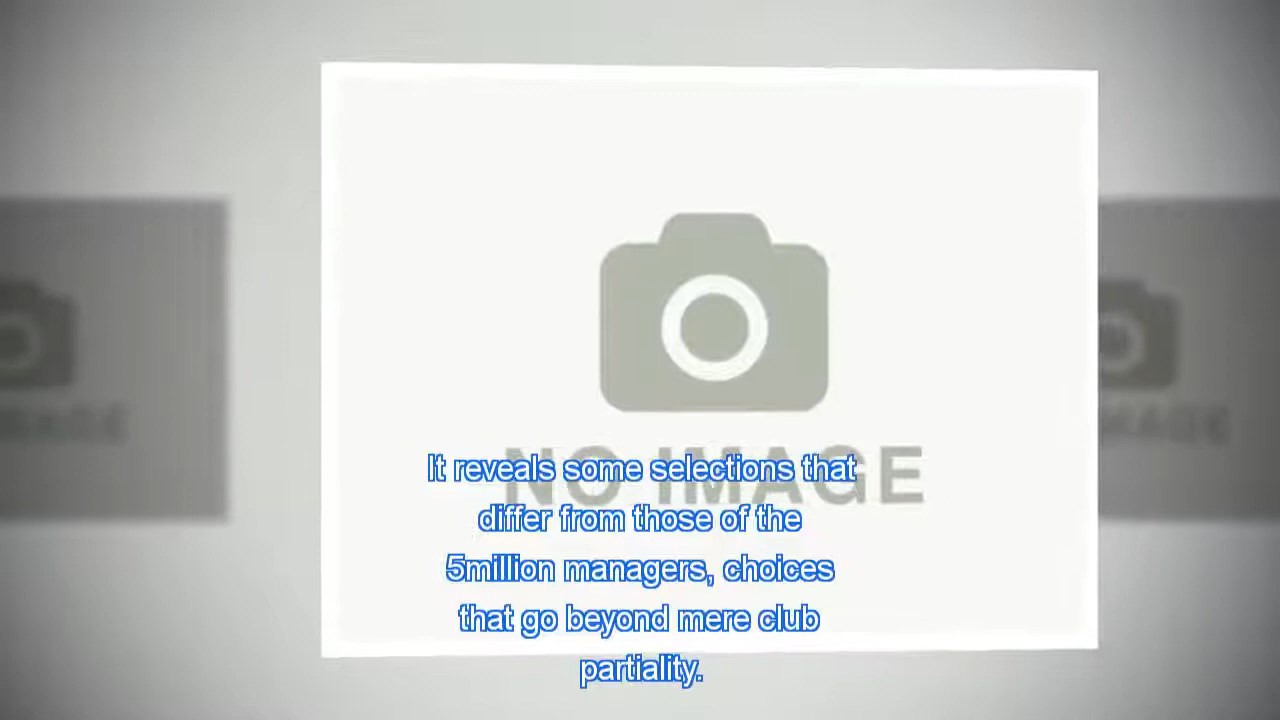 NO IMAGE
It reveals some selections that
differ from those of the
5million managers, choices
that go beyond mere club
partiality.